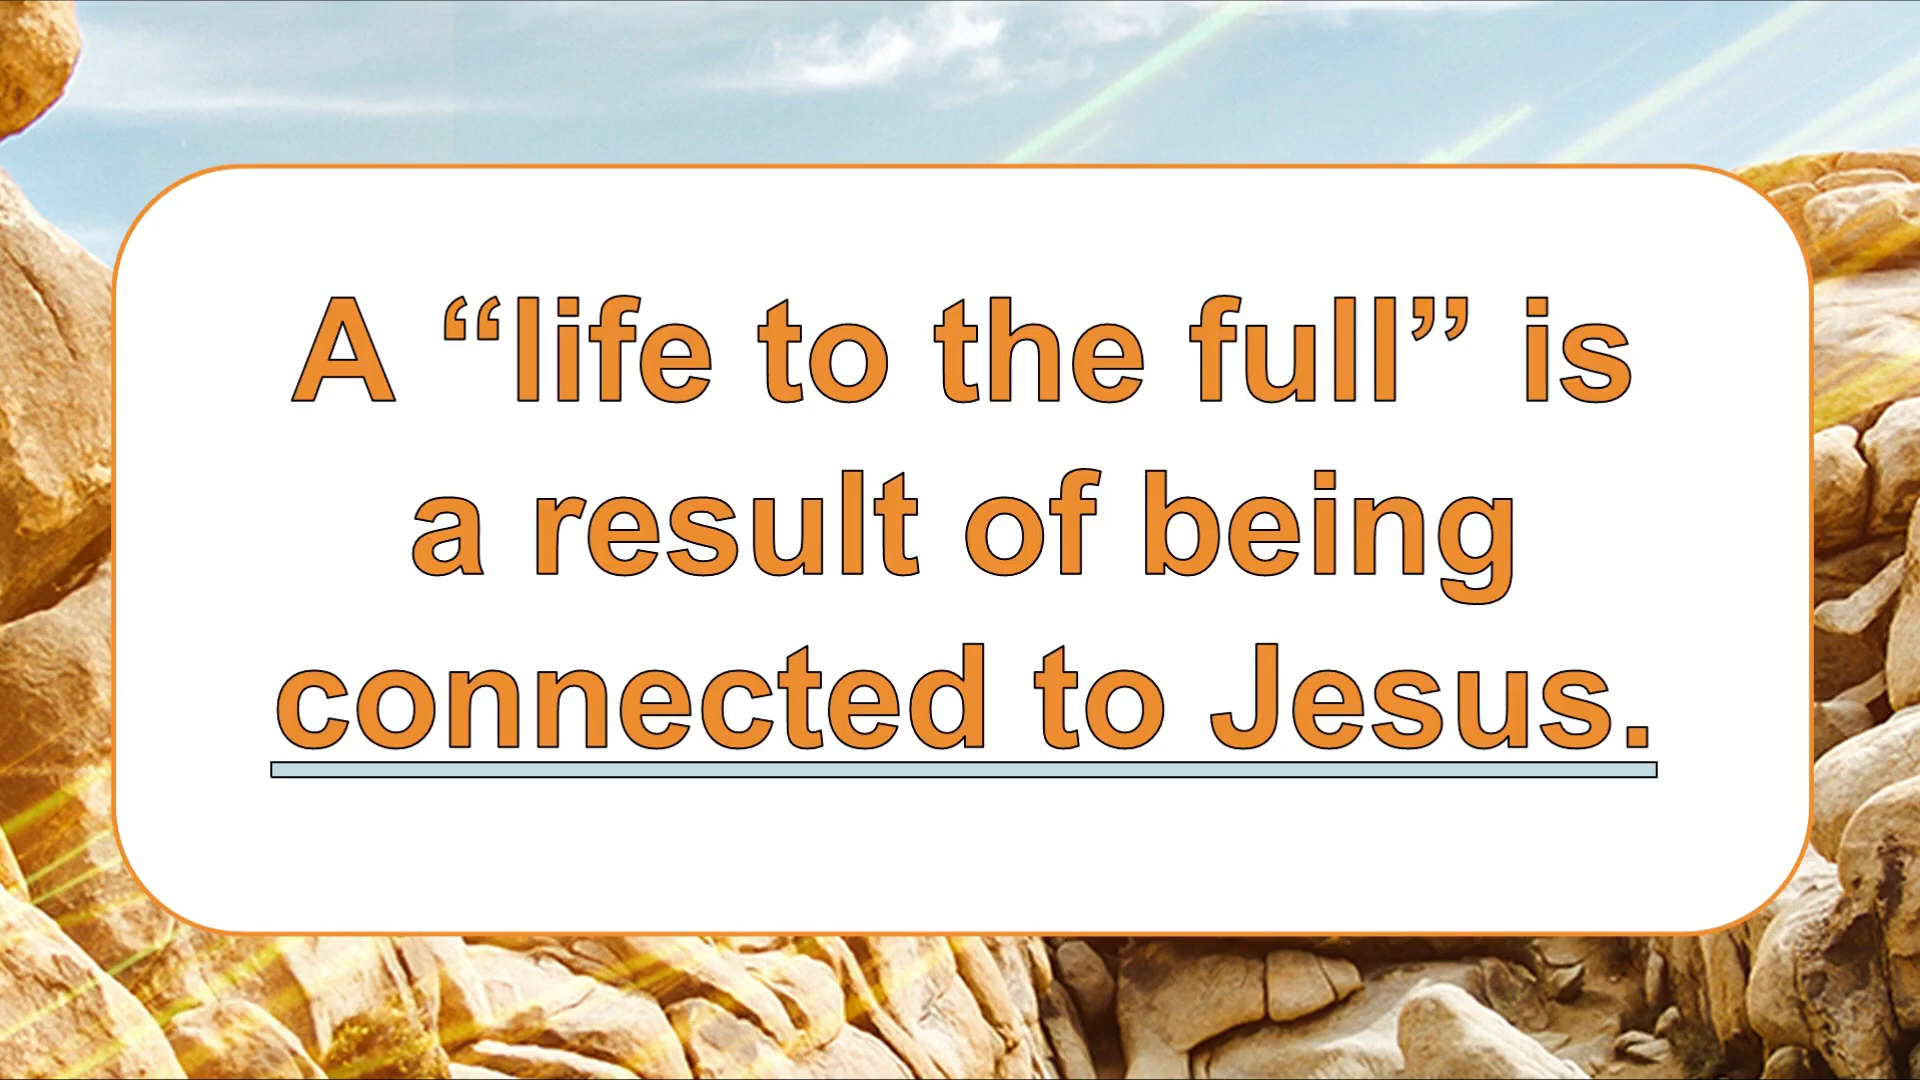 A “life to the full” is
a result of being
connected to Jesus.